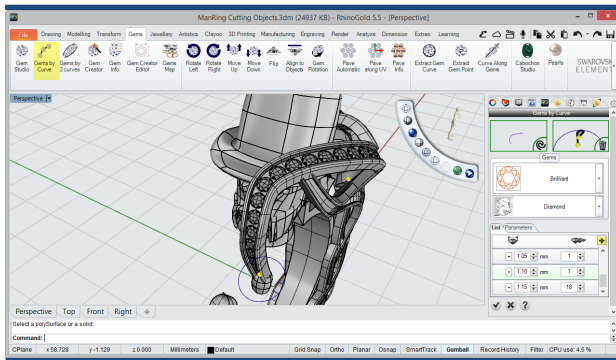 ManRing Cutting Objects.3dm (24937 KB) - RhinoGold 5.5 - [Perspective]
File Drawing Modelling Transform Gems Jewellery Artistics Clayoo 3D Printing Manufacturing Engraving Render Analyze Dimension Extras Learning
Gem Studio
Gems by Curve
Gems by 2 curves
Gem Creator
Gem Info
Gem Creator Editor
Gems Map
Rotate Left
Rotate Right
Move Up
Move Down
Flip
Align to Objects
Gem Rotation
Pave Automatic
Pave along UV
Pave Info
Extract Gem Curve
Extract Gem Point
Curve Along Gems
Cabochon Studio
Pearls
SWAROVSK
ELEMENT
Perspective
Gems by Curve
Gems
Brilliant
Diamond
List Parameters
1.05 mm 1
1.10 mm 1
1.15 mm 18
Perspective Top Front Right
Select a polySurface or a solid:
Command:
CPlane x 58.728 y -1.129 z 0.000 Millimeters Default Grid Snap Ortho Planar Osnap SmartTrack Gumball Record History Filter CPU use: 4.5 %